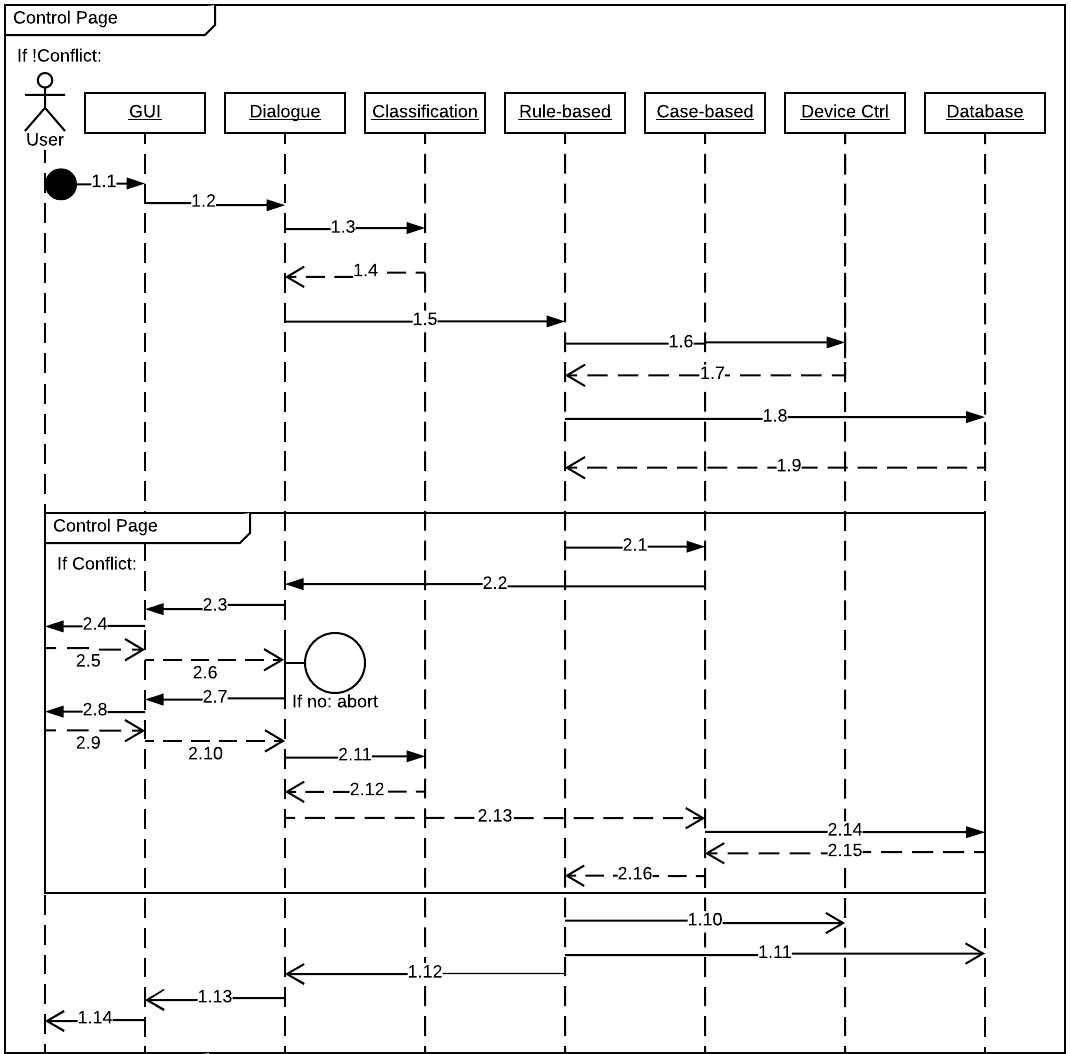 Control Page
If !Conflict:
User
GUI
Dialogue
Classification
Rule-based
Case-based
Device Ctrl
Database
1.1
1.2
1.3
1.4
1.5
1.6
1.7
1.8
1.9
Control Page
If Conflict:
2.1
2.2
2.3
2.4
2.5
2.6
If no: abort
2.7
2.8
2.9
2.10
2.11
2.12
2.13
2.14
2.15
2.16
1.10
1.11
1.12
1.13
1.14